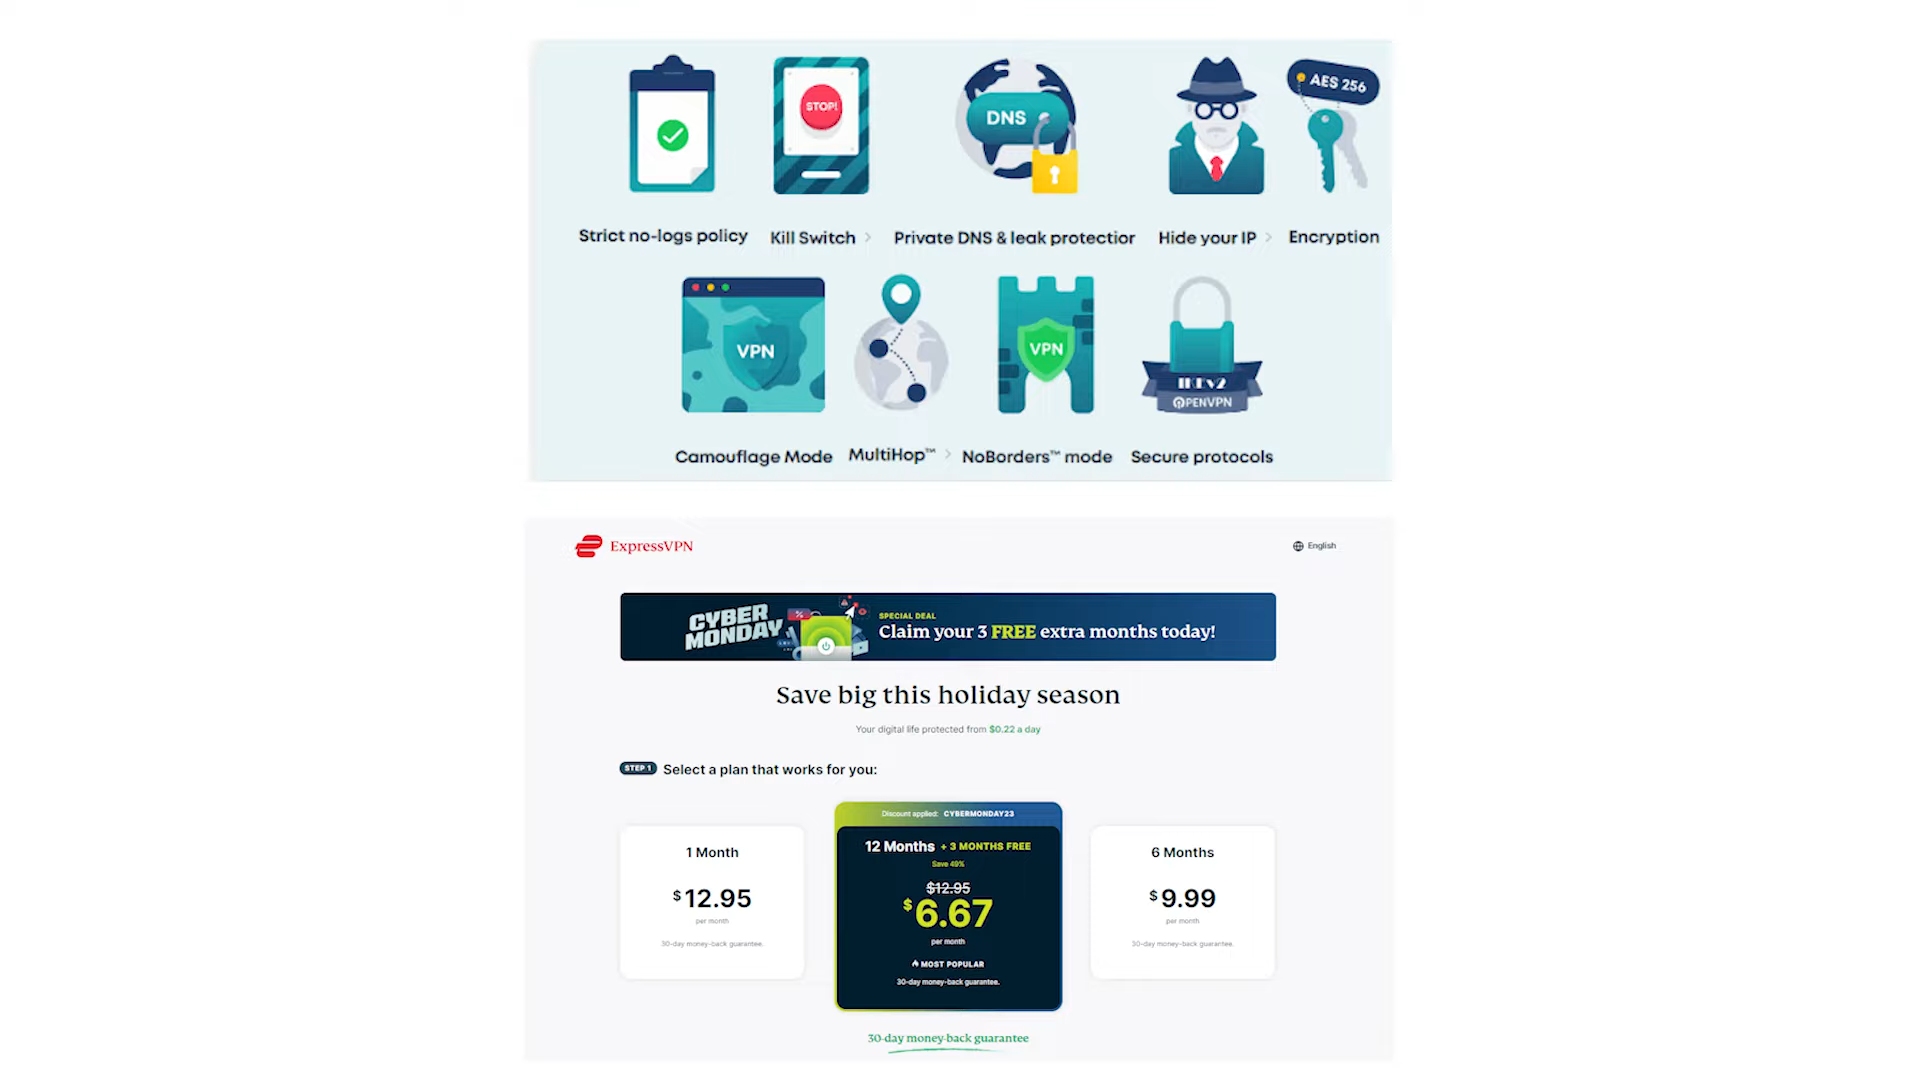 STOP!
DNS
AES 256
Strict no-logs policy
Kill Switch
Private DNS & leak protectior
Hide your IP
Encryption
VPN
VPN
IKEv2
OPENVPN
Camouflage Mode
MultiHop™
NoBorders™ mode
Secure protocols
ExpressVPN
English
CYBER
MONDAY
%
SPECIAL DEAL
Claim your 3 FREE extra months today!
Save big this holiday season
Your digital life protected from $0.22 a day
STEP 1 Select a plan that works for you:
1 Month
$12.95
per month
30-day money-back guarantee.
Discount applied: CYBERMONDAY23
12 Months + 3 MONTHS FREE
Save 49%
$12.95
$6.67
per month
MOST POPULAR
30-day money-back guarantee.
6 Months
$9.99
per month
30-day money-back guarantee.
30-day money-back guarantee